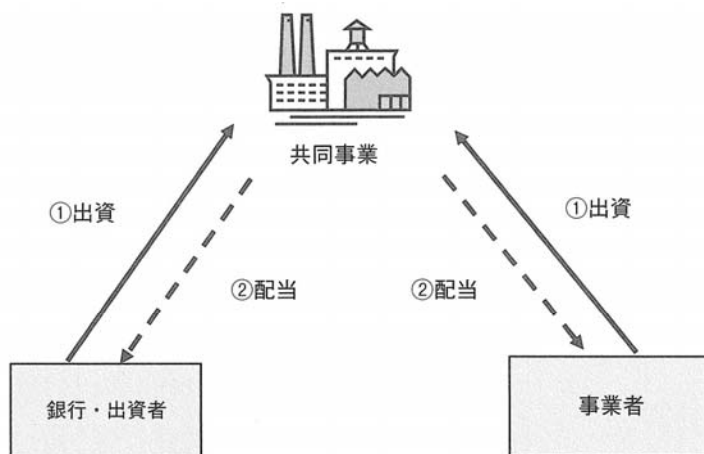 共同事業
①出資
①出資
②配当
②配当
銀行・出資者
事業者